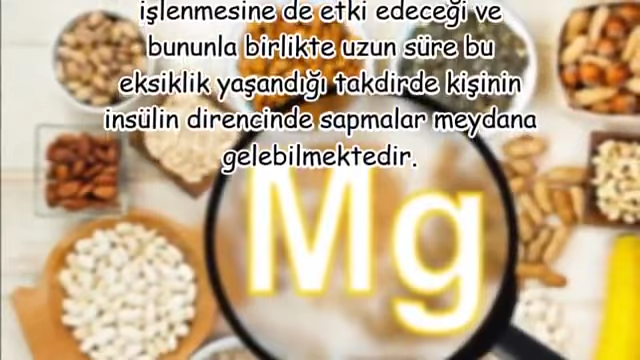 işlenmesine de etki edeceği ve
bununla birlikte uzun süre bu
eksiklik yaşandığı takdirde kişinin
insülin direncinde sapmalar meydana
gelebilmektedir.
Mg